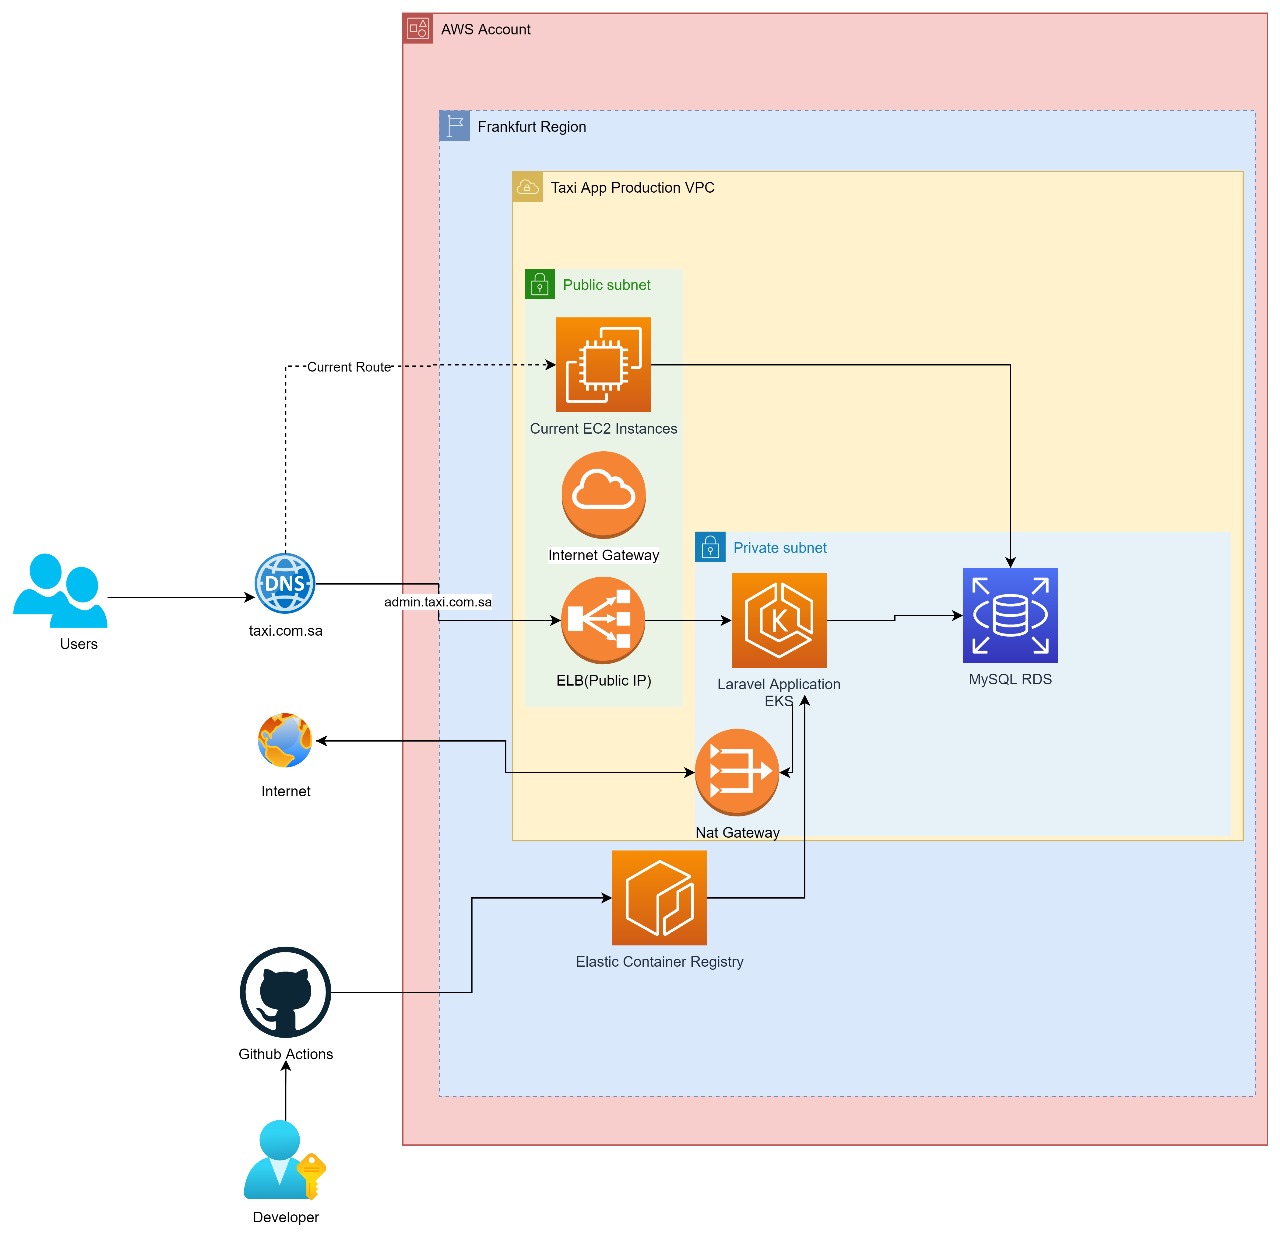 AWS Account
Frankfurt Region
Taxi App Production VPC
Public subnet
Current Route
Current EC2 Instances
Internet Gateway
Private subnet
DNS
admin.taxi.com.sa
taxi.com.sa
Users
ELB(Public IP)
K
Laravel Application
EKS
MySQL RDS
Internet
Nat Gateway
Elastic Container Registry
Github Actions
Developer